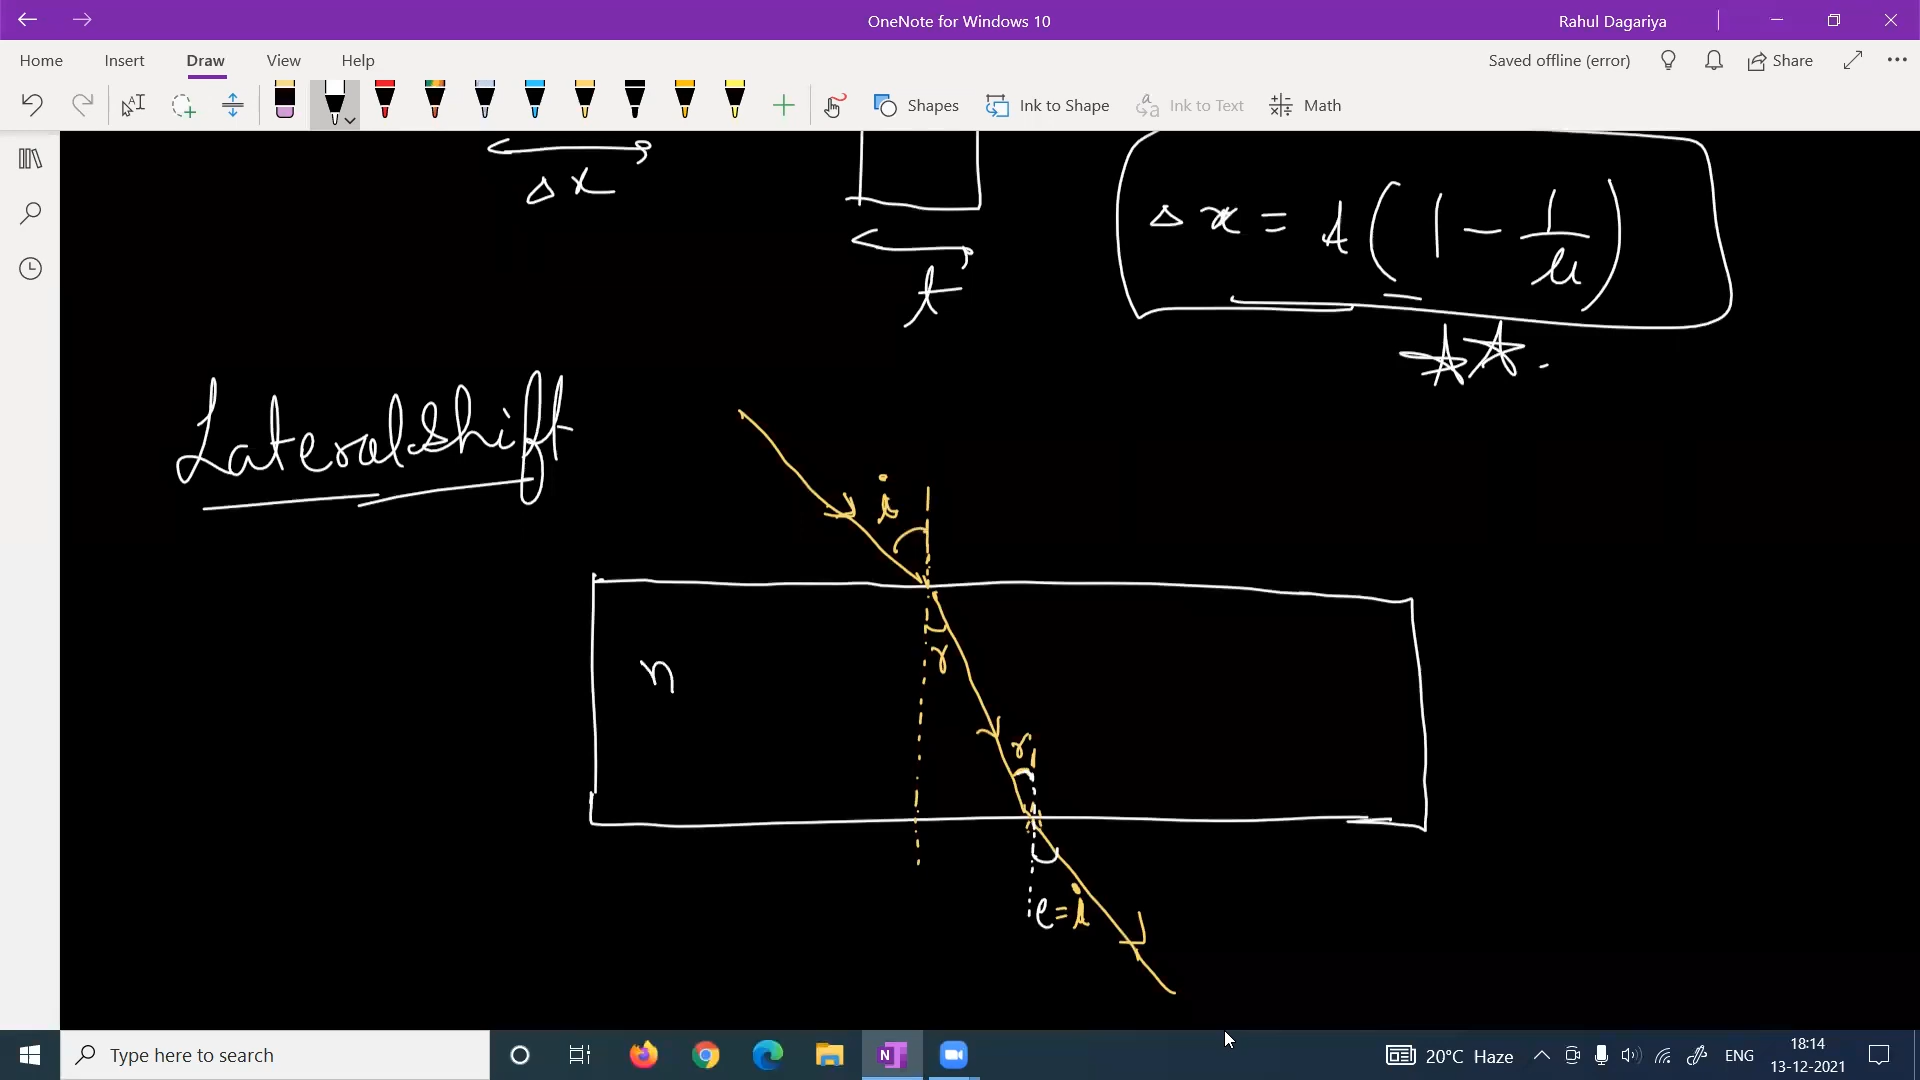 OneNote for Windows 10
Rahul Dagariya
Home Insert Draw View Help
Saved offline (error) Share
Shapes Ink to Shape Ink to Text Math
Δx
t
Δx = t(1 - 1/μ)
Lateral shift
i
r
n
r
e = i
Type here to search
20°C Haze
ENG
18:14
13-12-2021